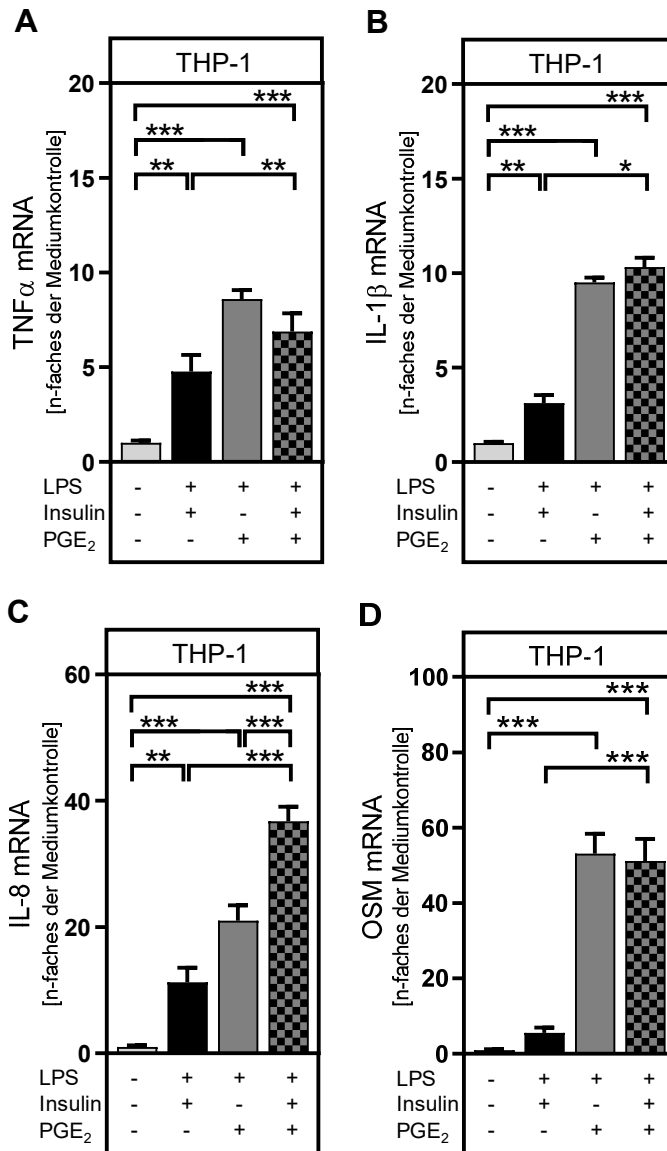 A
THP-1
TNFα mRNA
[n-faches der Mediumkontrolle]
20
15
10
5
0
***
***
** **
LPS - + + +
Insulin - + - +
PGE₂ - - + +
B
THP-1
IL-1β mRNA
[n-faches der Mediumkontrolle]
20
15
10
5
0
***
***
** *
LPS - + + +
Insulin - + - +
PGE₂ - - + +
C
THP-1
IL-8 mRNA
[n-faches der Mediumkontrolle]
60
40
20
0
***
*** ***
** ***
LPS - + + +
Insulin - + - +
PGE₂ - - + +
D
THP-1
OSM mRNA
[n-faches der Mediumkontrolle]
100
80
60
40
20
0
***
***
***
LPS - + + +
Insulin - + - +
PGE₂ - - + +